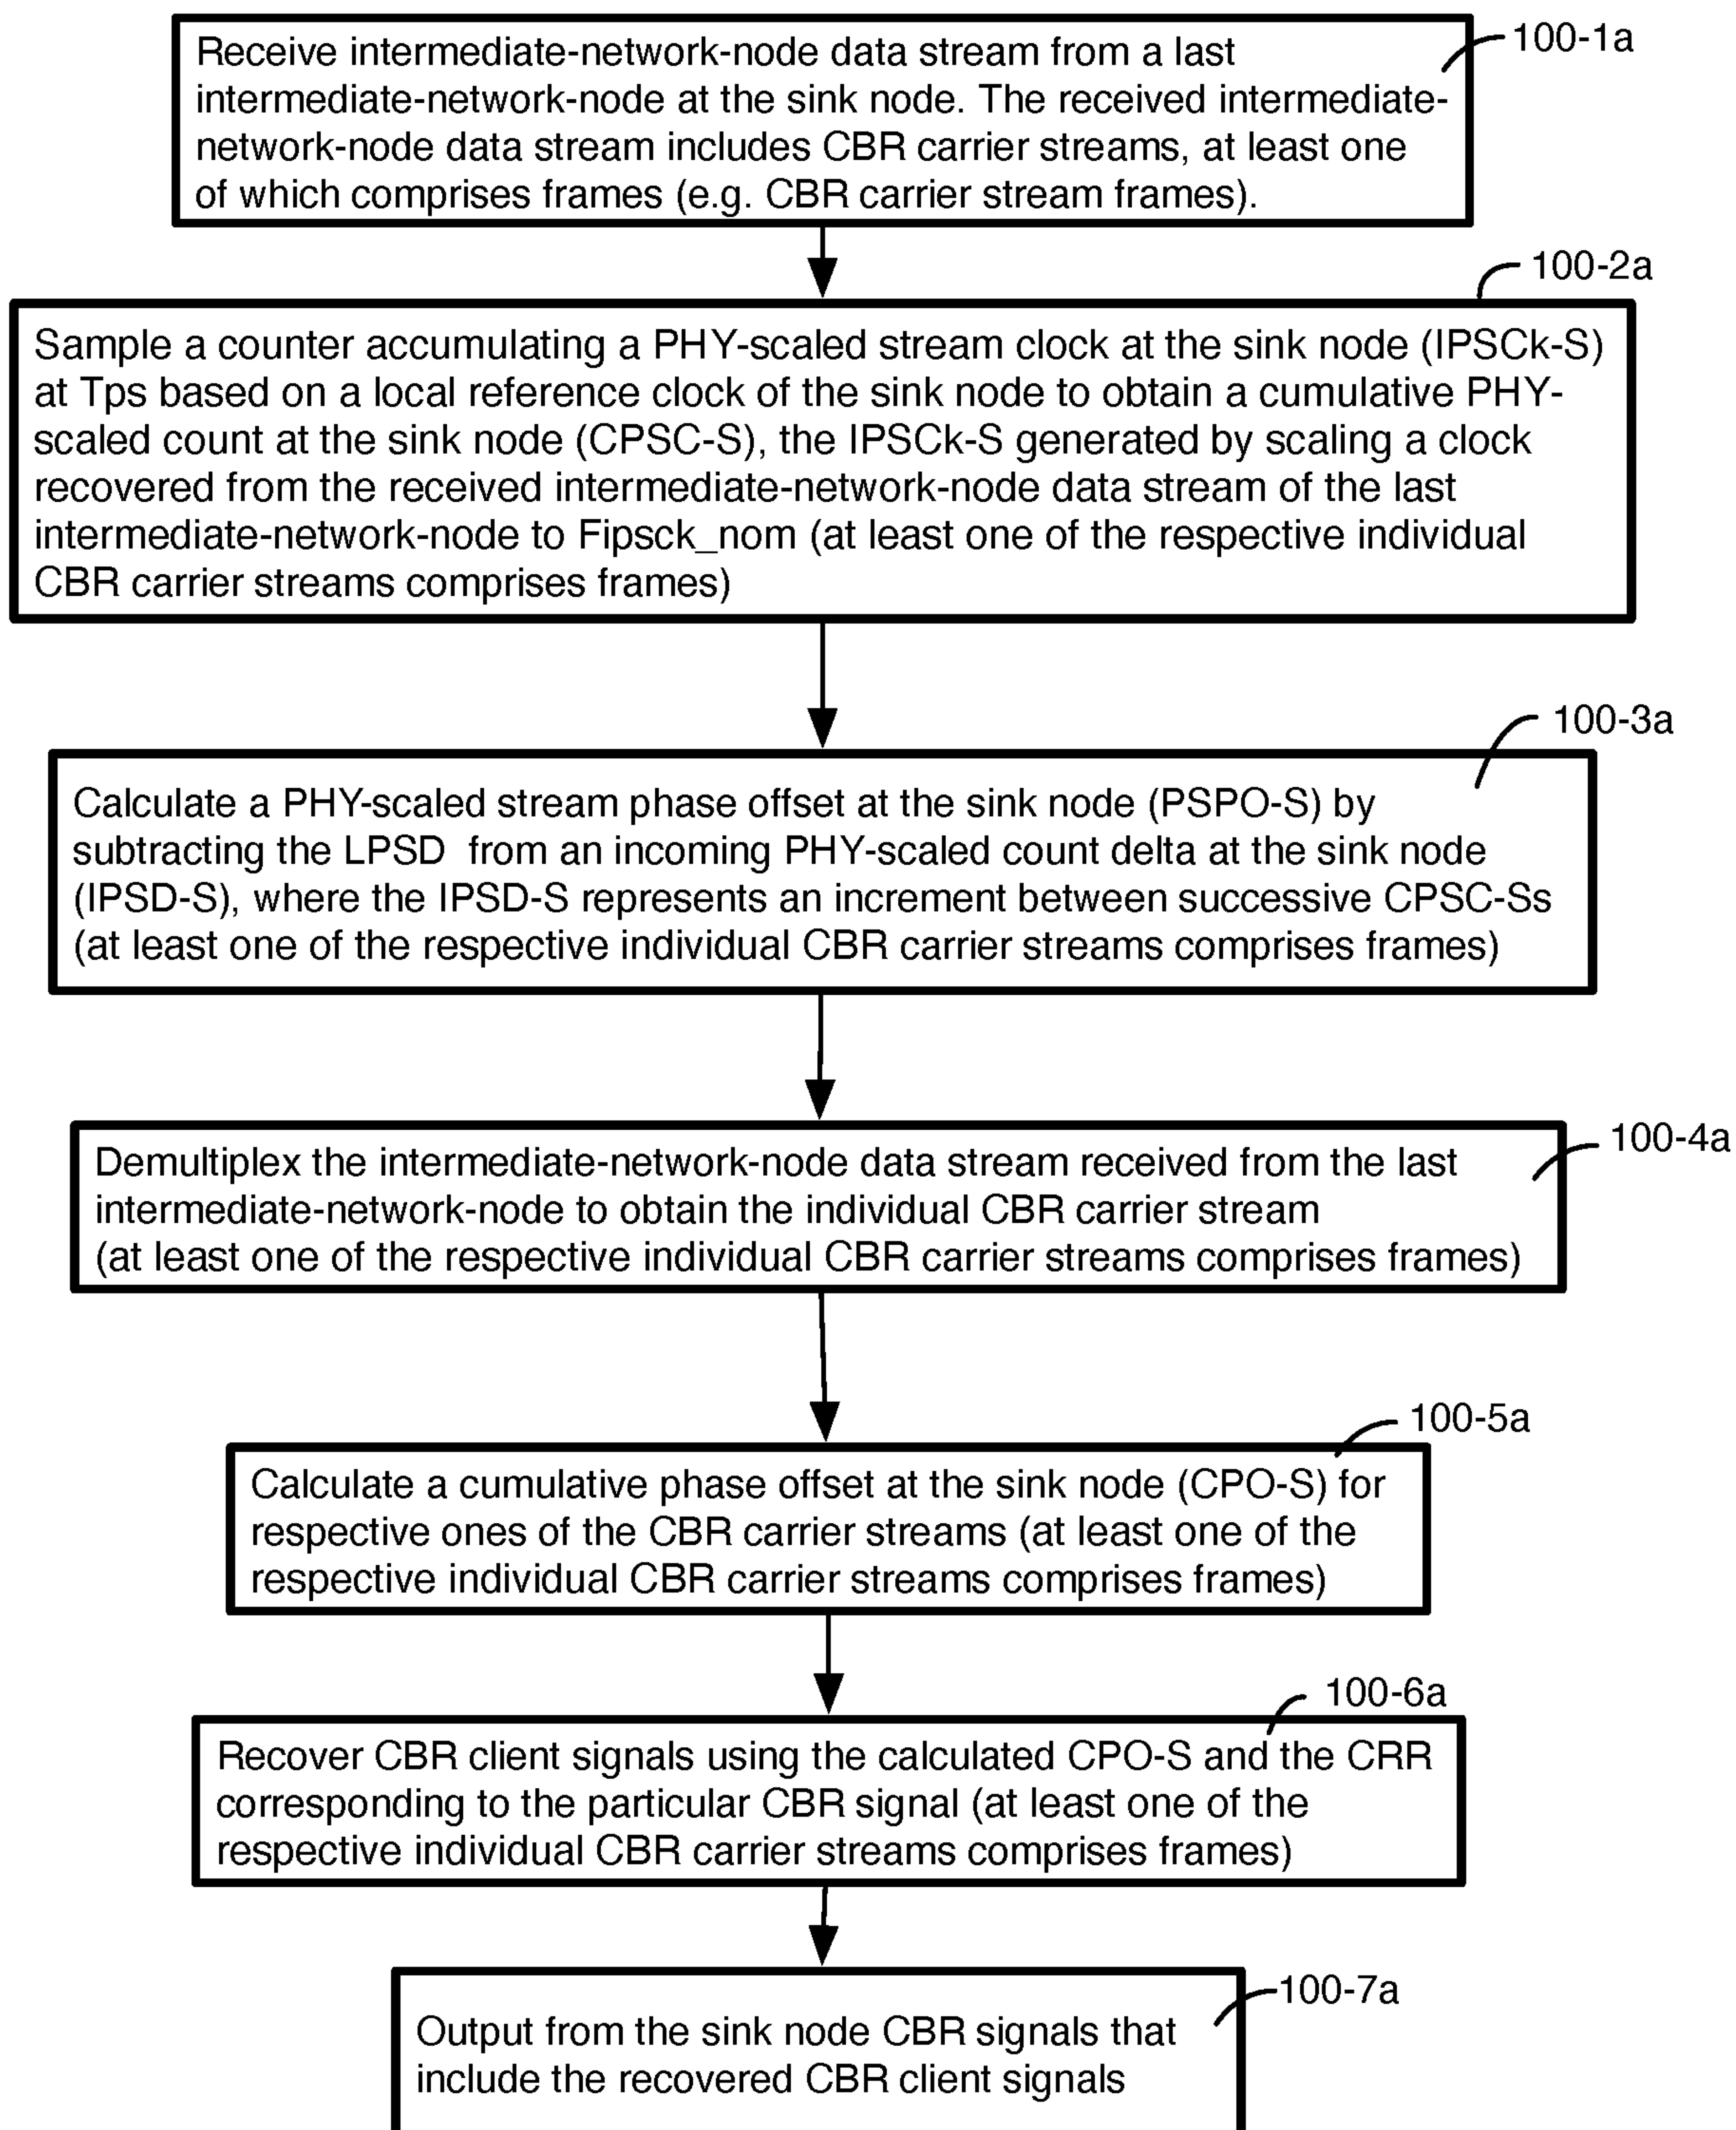 Receive intermediate-network-node data stream from a last
intermediate-network-node at the sink node. The received intermediate-
network-node data stream includes CBR carrier streams, at least one
of which comprises frames (e.g. CBR carrier stream frames).
100-1a
100-2a
Sample a counter accumulating a PHY-scaled stream clock at the sink node (IPSCk-S)
at Tps based on a local reference clock of the sink node to obtain a cumulative PHY-
scaled count at the sink node (CPSC-S), the IPSCk-S generated by scaling a clock
recovered from the received intermediate-network-node data stream of the last
intermediate-network-node to Fipsck_nom (at least one of the respective individual
CBR carrier streams comprises frames)
100-3a
Calculate a PHY-scaled stream phase offset at the sink node (PSPO-S) by
subtracting the LPSD from an incoming PHY-scaled count delta at the sink node
(IPSD-S), where the IPSD-S represents an increment between successive CPSC-Ss
(at least one of the respective individual CBR carrier streams comprises frames)
100-4a
Demultiplex the intermediate-network-node data stream received from the last
intermediate-network-node to obtain the individual CBR carrier stream
(at least one of the respective individual CBR carrier streams comprises frames)
100-5a
Calculate a cumulative phase offset at the sink node (CPO-S) for
respective ones of the CBR carrier streams (at least one of the
respective individual CBR carrier streams comprises frames)
100-6a
Recover CBR client signals using the calculated CPO-S and the CRR
corresponding to the particular CBR signal (at least one of the
respective individual CBR carrier streams comprises frames)
100-7a
Output from the sink node CBR signals that
include the recovered CBR client signals